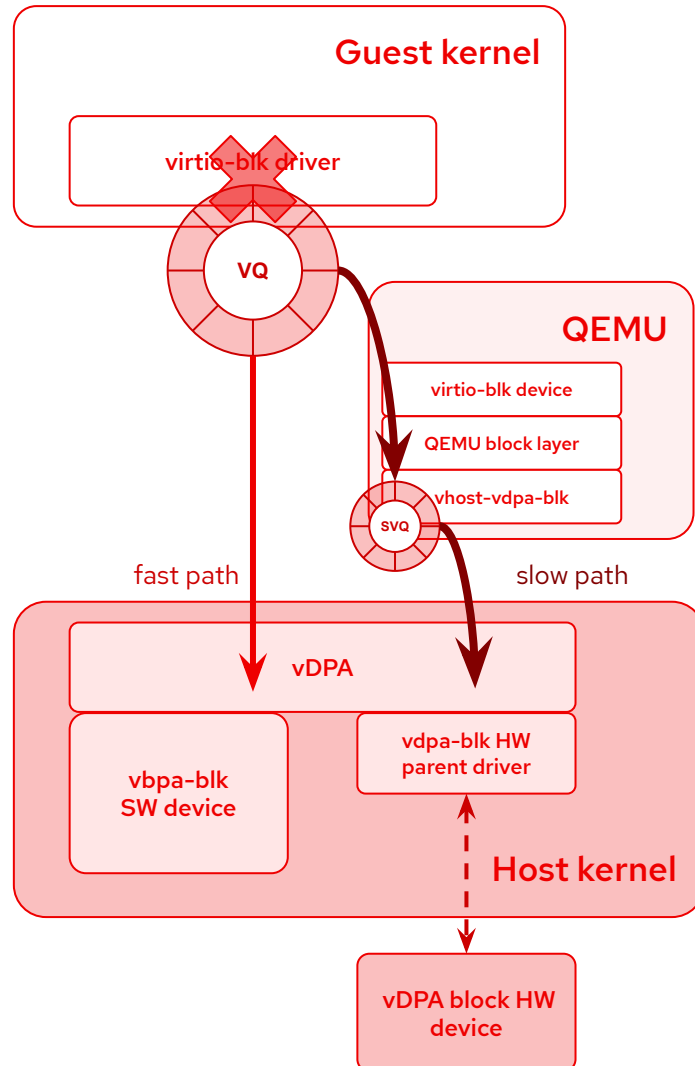 Guest kernel
virtio-blk driver
VQ
QEMU
virtio-blk device
QEMU block layer
vhost-vdpa-blk
SVQ
fast path
slow path
vDPA
vbpa-blk
SW device
vdpa-blk HW
parent driver
Host kernel
vDPA block HW
device